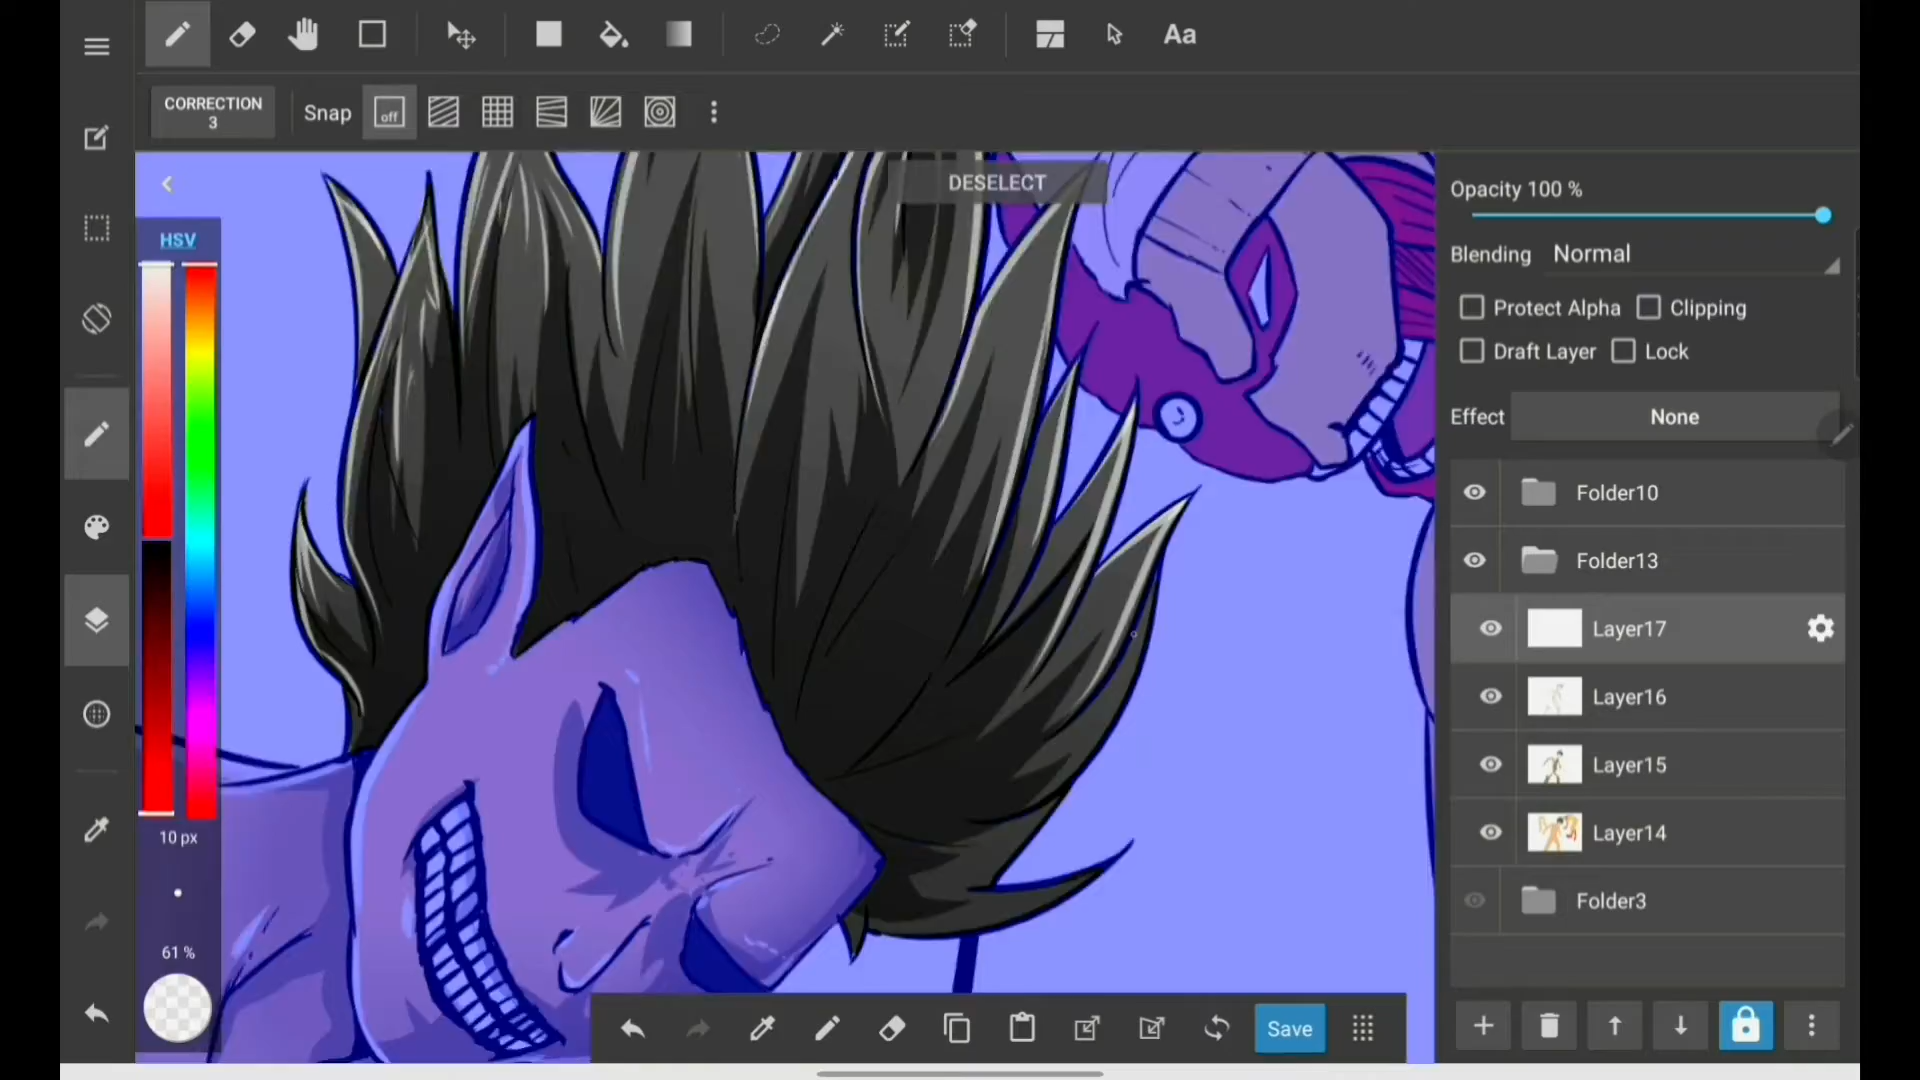 Aa
CORRECTION
3
Snap
off
DESELECT
HSV
Opacity 100 %
Blending Normal
Protect Alpha
Clipping
Draft Layer
Lock
Effect
None
Folder10
Folder13
Layer17
Layer16
Layer15
Layer14
Folder3
10 px
61 %
Save